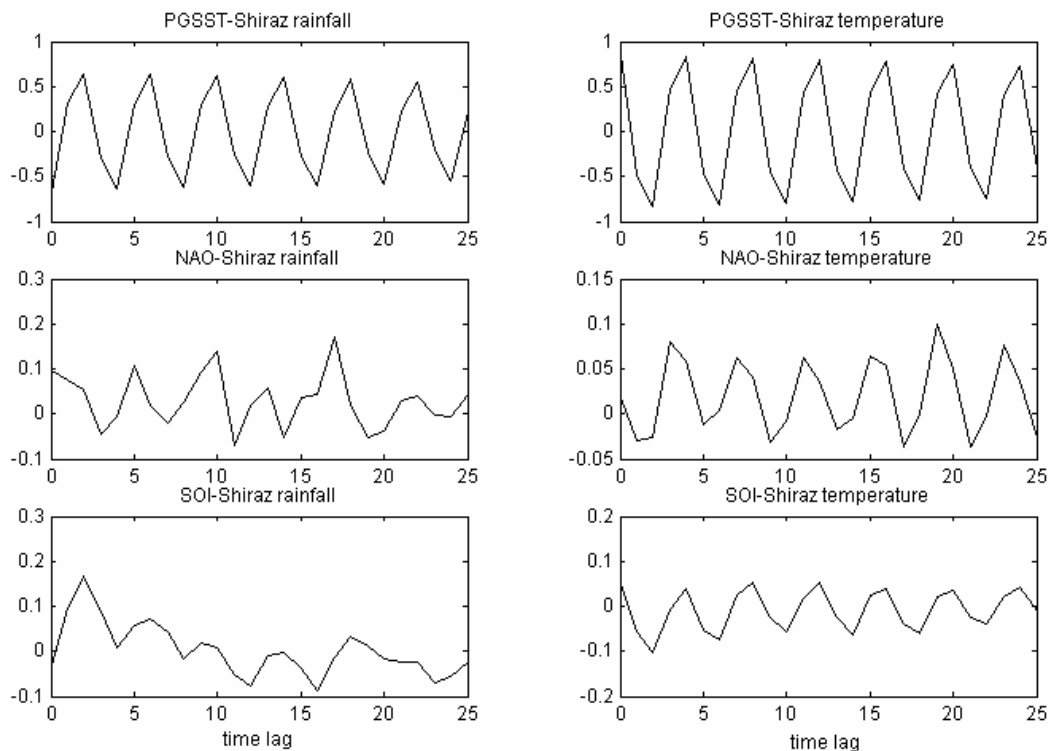 PGSST-Shiraz rainfall
1
0.5
0
-0.5
-1
0 5 10 15 20 25
PGSST-Shiraz temperature
1
0.5
0
-0.5
-1
0 5 10 15 20 25
NAO-Shiraz rainfall
0.3
0.2
0.1
0
-0.1
0 5 10 15 20 25
NAO-Shiraz temperature
0.15
0.1
0.05
0
-0.05
0 5 10 15 20 25
SOI-Shiraz rainfall
0.3
0.2
0.1
0
-0.1
0 5 10 15 20 25
time lag
SOI-Shiraz temperature
0.2
0.1
0
-0.1
-0.2
0 5 10 15 20 25
time lag